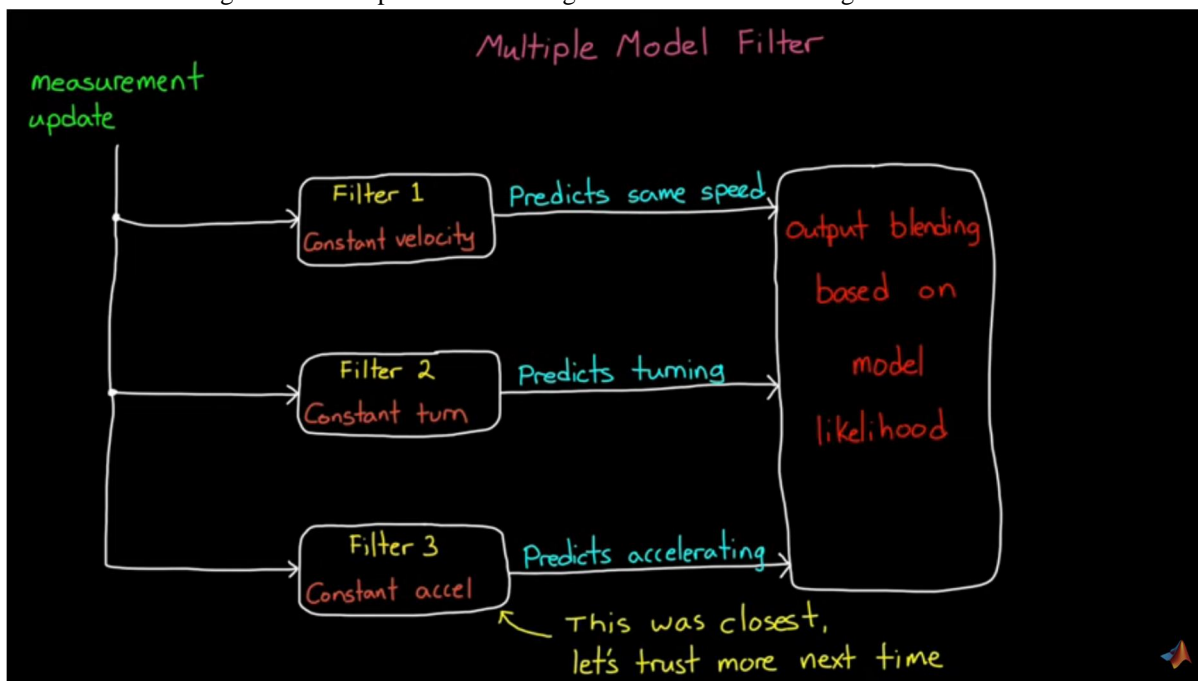 Multiple Model Filter
measurement
update
Filter 1
Constant velocity
Predicts same speed
Filter 2
Constant turn
Predicts turning
Filter 3
Constant accel
Predicts accelerating
Output blending
based on
model
likelihood
This was closest,
let's trust more next time